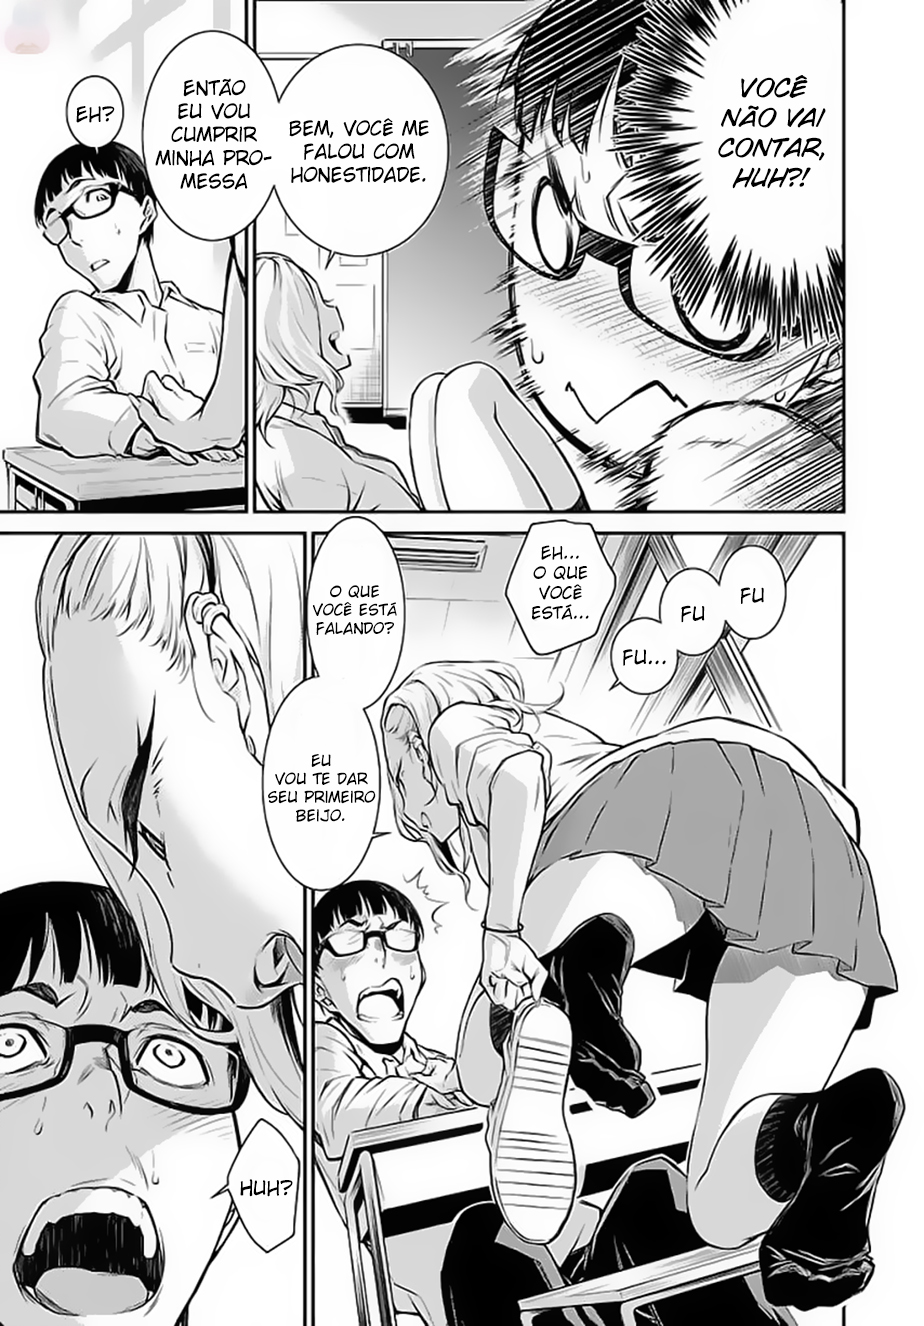 VOCÊ
NÃO VAI
CONTAR,
HUH?!
BEM, VOCÊ ME
FALOU COM
HONESTIDADE.
ENTÃO
EU VOU
CUMPRIR
MINHA PRO-
MESSA
EH?
FU
FU
FU...
EH...
O QUE
VOCÊ
ESTÁ...
O QUE
VOCÊ ESTÁ
FALANDO?
EU
VOU TE DAR
SEU PRIMEIRO
BEIJO.
HUH?